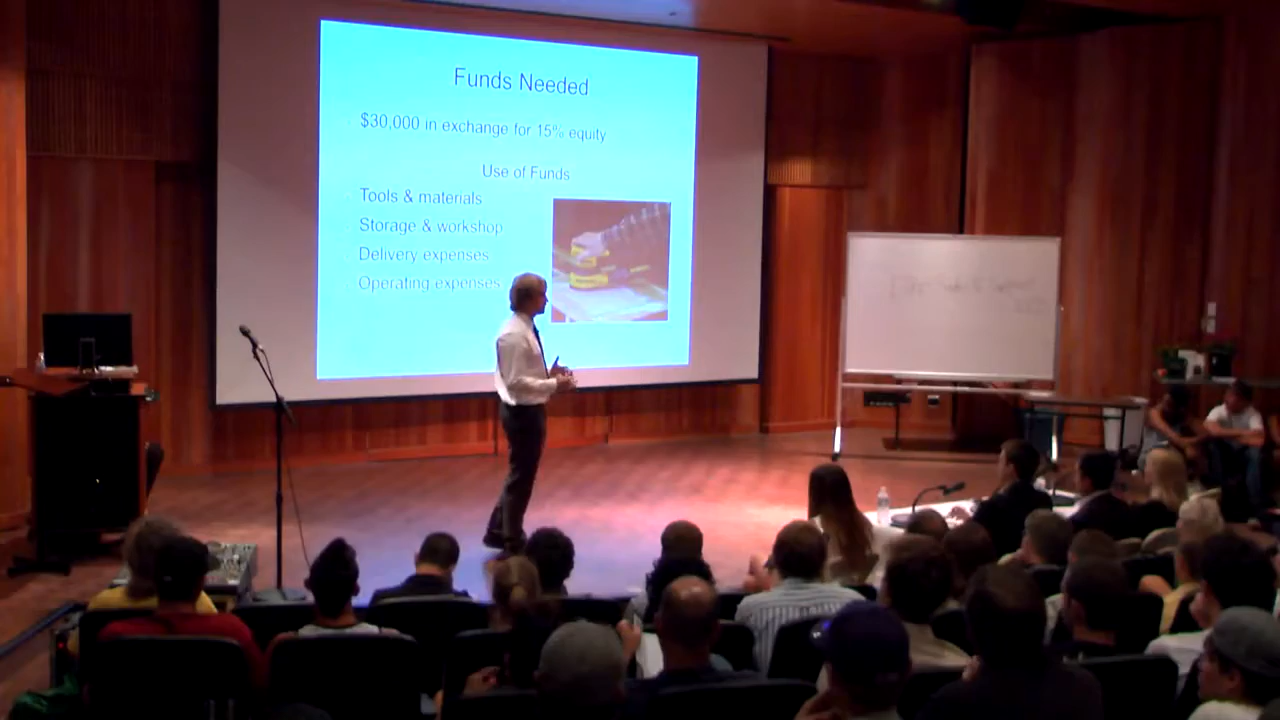 Funds Needed
$30,000 in exchange for 15% equity
Use of Funds
Tools & materials
Storage & workshop
Delivery expenses
Operating expenses